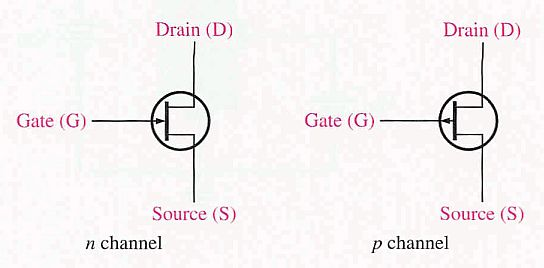 Drain (D)
Drain (D)
Gate (G)
Gate (G)
Source (S)
Source (S)
n channel
p channel